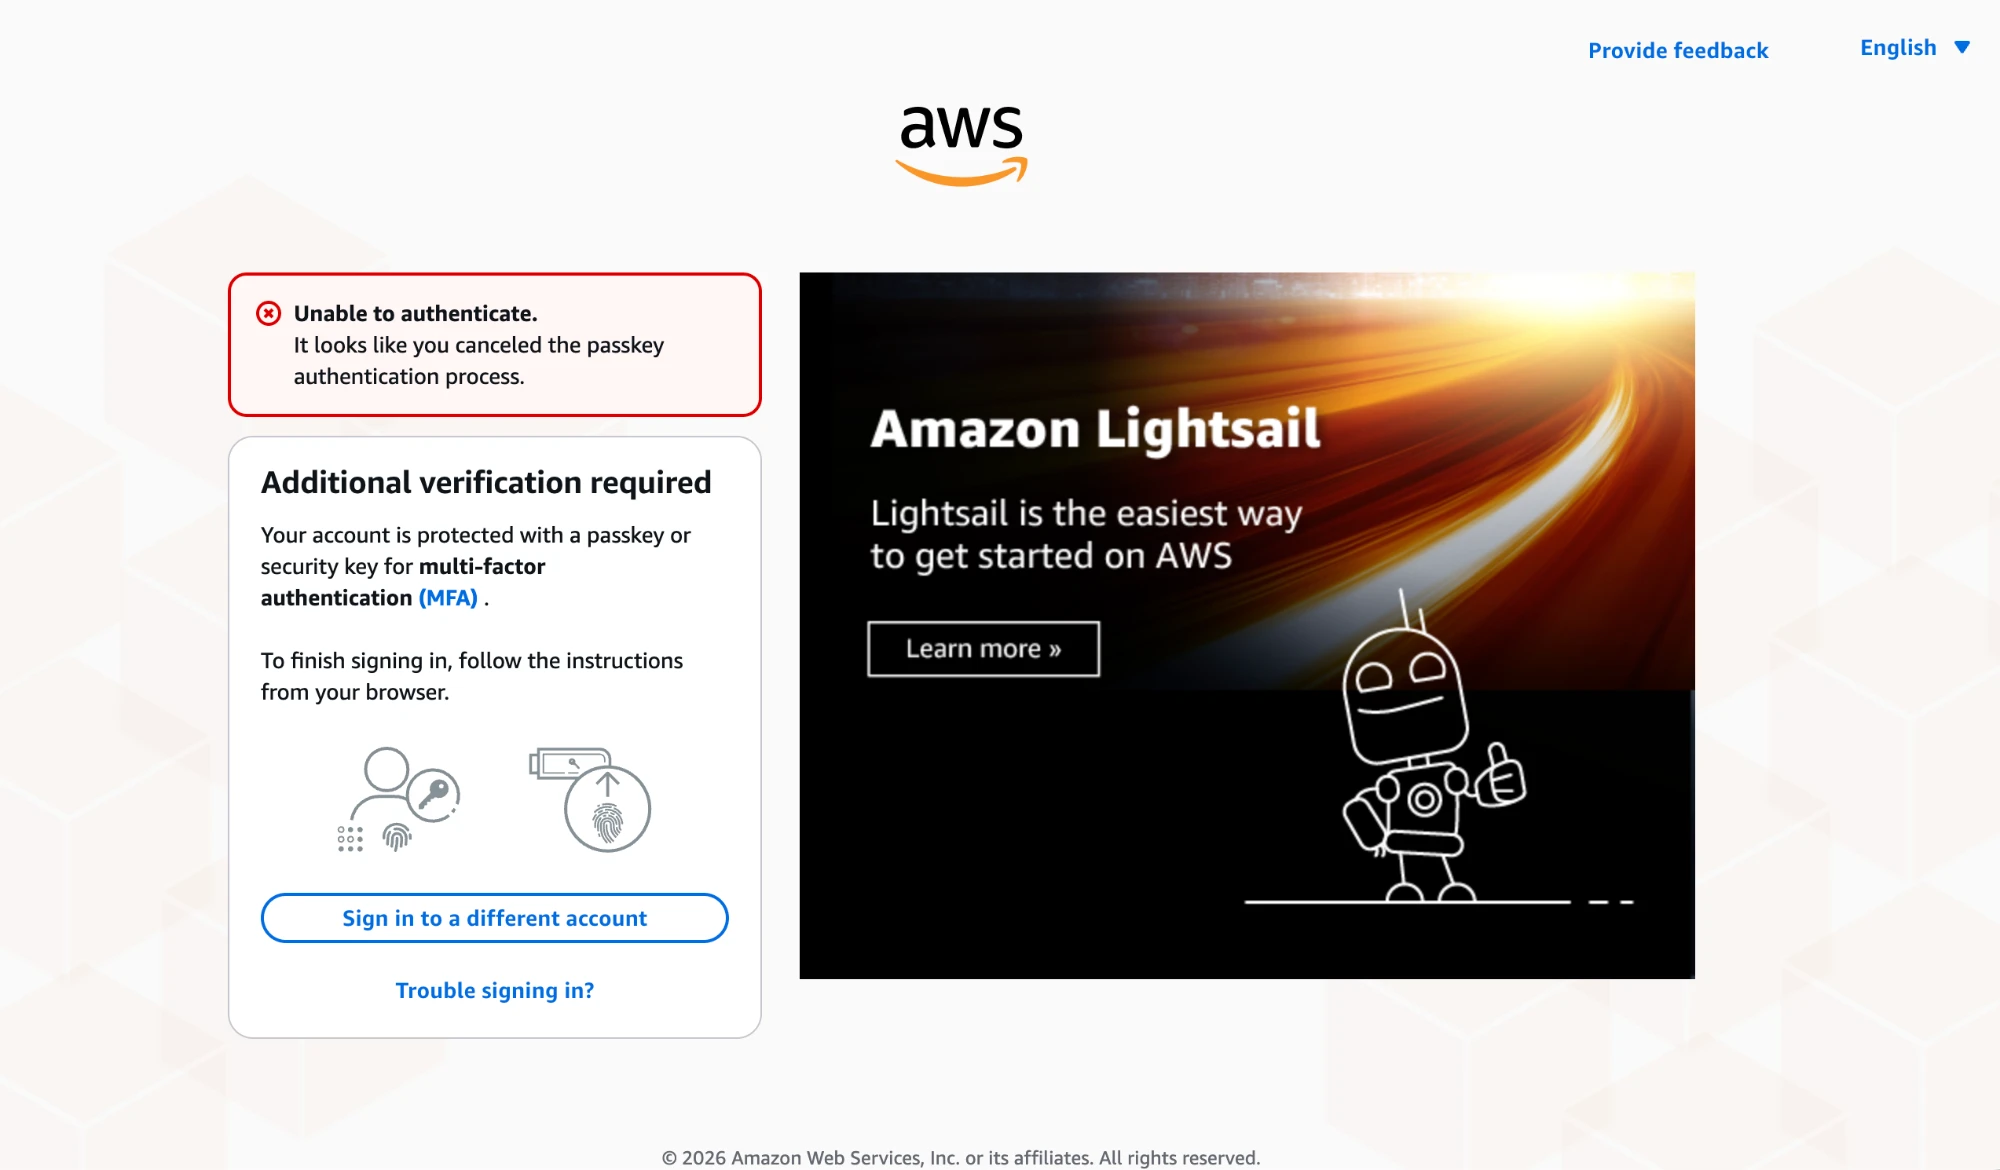 Provide feedback
English
aws
Unable to authenticate.
It looks like you canceled the passkey
authentication process.
Additional verification required
Your account is protected with a passkey or
security key for multi-factor
authentication (MFA) .
To finish signing in, follow the instructions
from your browser.
Sign in to a different account
Trouble signing in?
Amazon Lightsail
Lightsail is the easiest way
to get started on AWS
Learn more »
© 2026 Amazon Web Services, Inc. or its affiliates. All rights reserved.